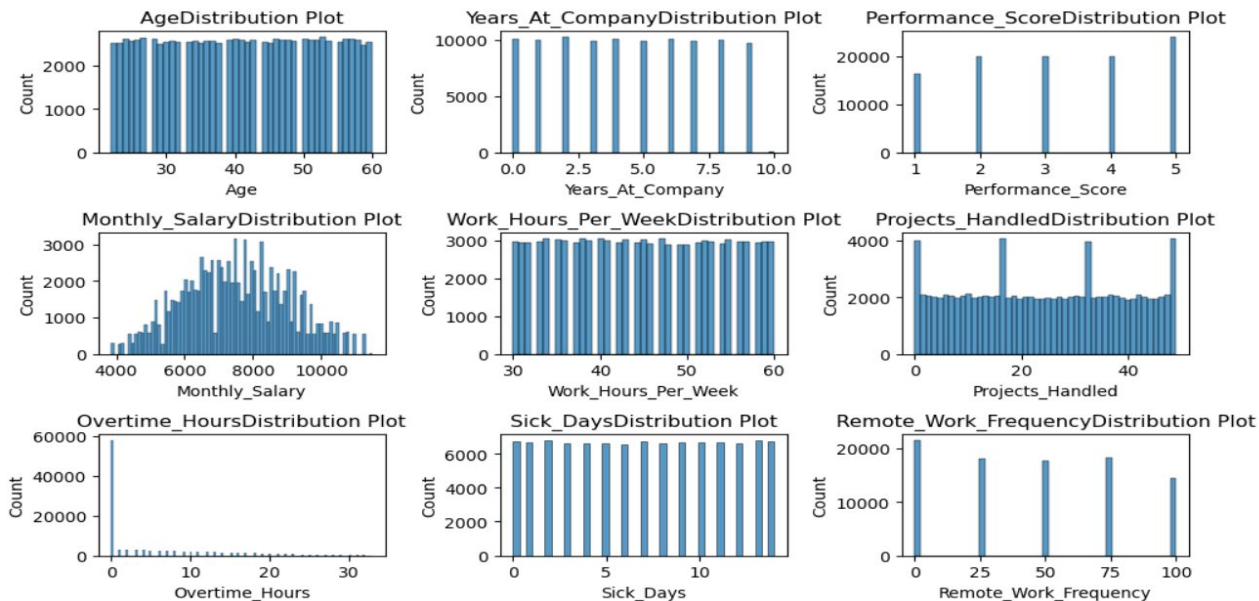 AgeDistribution Plot
Count
2000
1000
0
30
40
50
60
Age
Years_At_CompanyDistribution Plot
Count
10000
5000
0
0.0
2.5
5.0
7.5
10.0
Years_At_Company
Performance_ScoreDistribution Plot
Count
20000
10000
0
1
2
3
4
5
Performance_Score
Monthly_SalaryDistribution Plot
Count
3000
2000
1000
0
4000
6000
8000
10000
Monthly_Salary
Work_Hours_Per_WeekDistribution Plot
Count
3000
2000
1000
0
30
40
50
60
Work_Hours_Per_Week
Projects_HandledDistribution Plot
Count
4000
2000
0
0
20
40
Projects_Handled
Overtime_HoursDistribution Plot
Count
60000
40000
20000
0
0
10
20
30
Overtime_Hours
Sick_DaysDistribution Plot
Count
6000
4000
2000
0
0
5
10
Sick_Days
Remote_Work_FrequencyDistribution Plot
Count
20000
10000
0
0
25
50
75
100
Remote_Work_Frequency